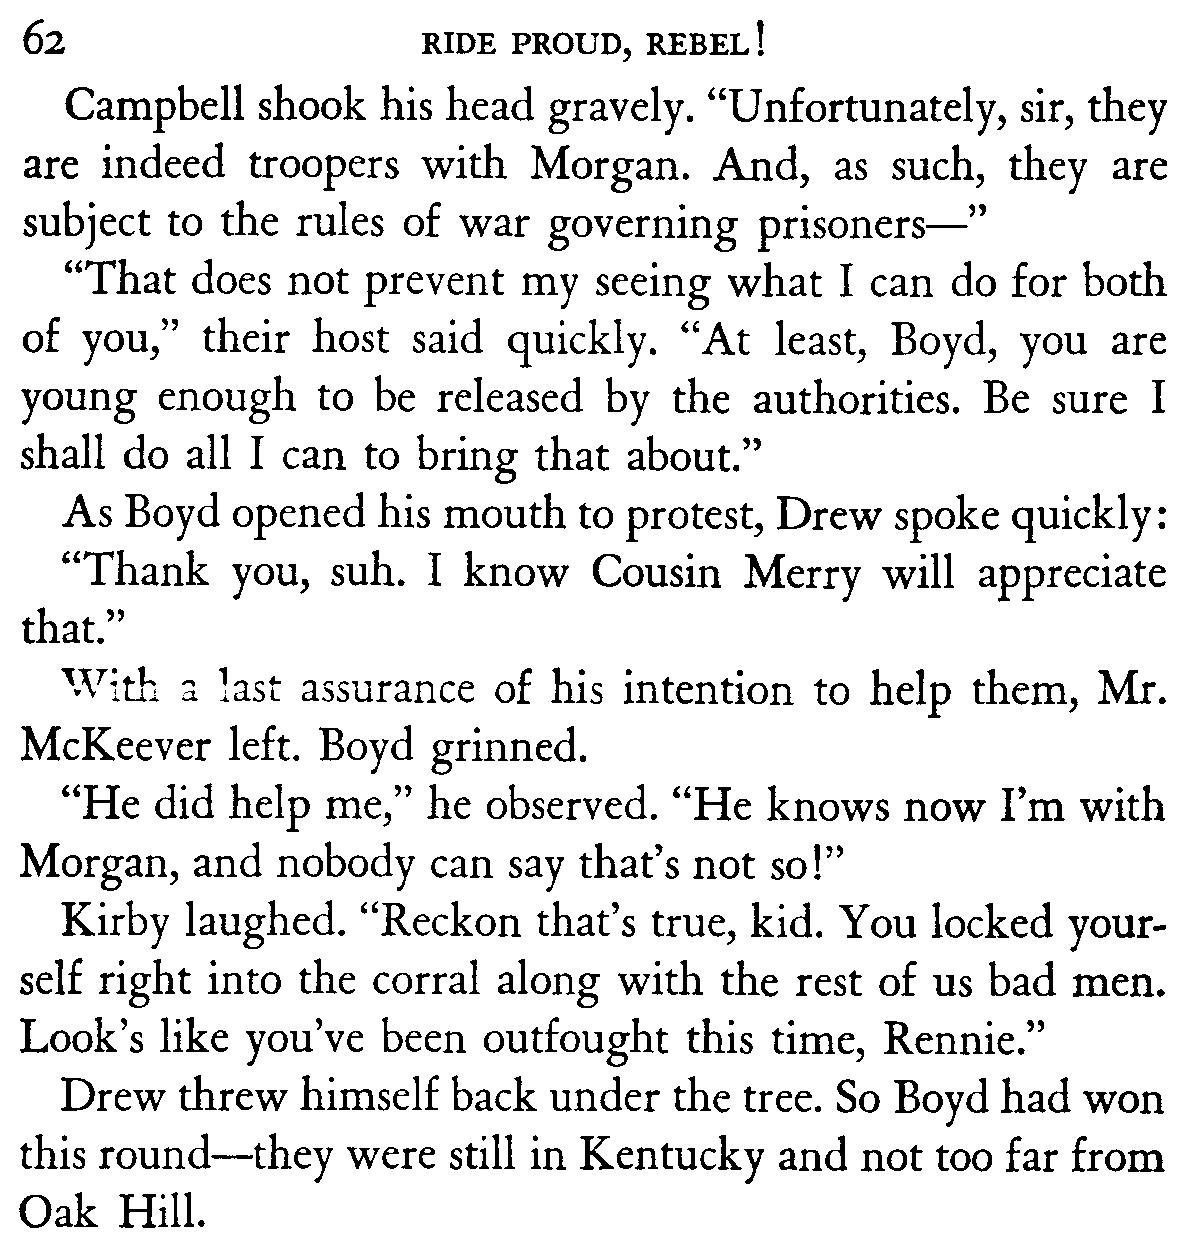 62 RIDE PROUD, REBEL!
Campbell shook his head gravely. “Unfortunately, sir, they
are indeed troopers with Morgan. And, as such, they are
subject to the rules of war governing prisoners—”
“That does not prevent my seeing what I can do for both
of you,” their host said quickly. “At least, Boyd, you are
young enough to be released by the authorities. Be sure I
shall do all I can to bring that about.”
As Boyd opened his mouth to protest, Drew spoke quickly:
“Thank you, suh. I know Cousin Merry will appreciate
that.”
With a last assurance of his intention to help them, Mr.
McKeever left. Boyd grinned.
“He did help me,” he observed. “He knows now I’m with
Morgan, and nobody can say that’s not so!”
Kirby laughed. “Reckon that’s true, kid. You locked your-
self right into the corral along with the rest of us bad men.
Look’s like you’ve been outfought this time, Rennie.”
Drew threw himself back under the tree. So Boyd had won
this round—they were still in Kentucky and not too far from
Oak Hill.